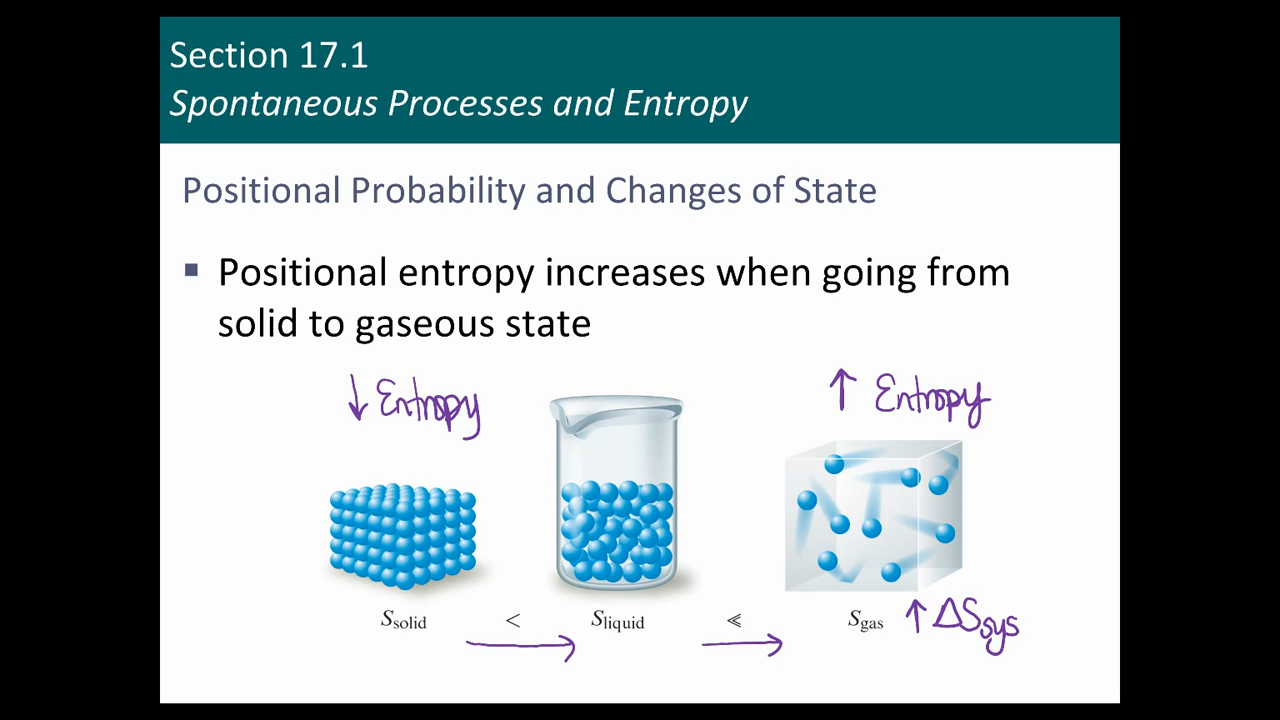 Section 17.1
Spontaneous Processes and Entropy
Positional Probability and Changes of State
▪ Positional entropy increases when going from
solid to gaseous state
↓ Entropy
↑ Entropy
Ssolid < Sliquid ≪ Sgas ↑ ΔSsys